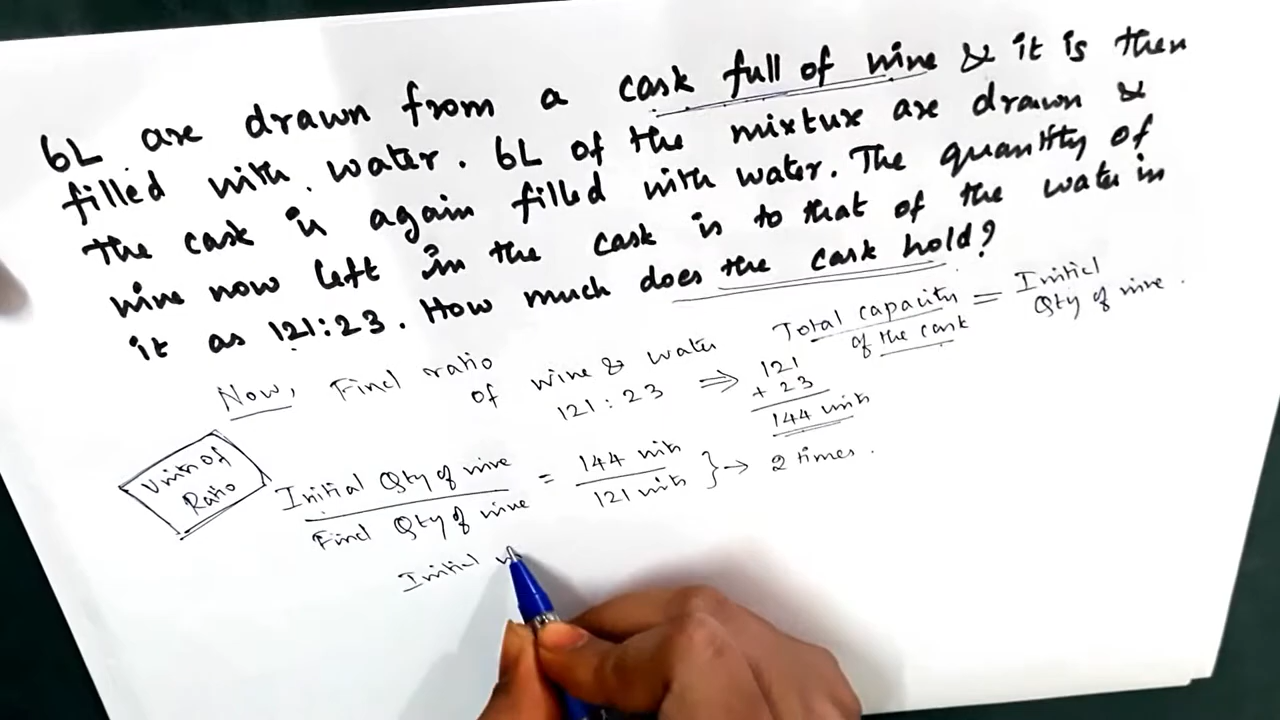 6L are drawn from a cask full of wine & it is then
filled with water. 6L of the mixture are drawn &
the cask is again filled with water. The quantity of
wine now left in the cask is to that of the water in
it as 121:23. How much does the cask hold?
Total capacity of the cask = Initial Qty of wine.
Now, Final ratio of wine & water
121 : 23 ⇒ 121
+ 23
144 units
Units of
Ratio
Initial Qty of wine / Final Qty of wine = 144 units / 121 units } → 2 times.
Initial